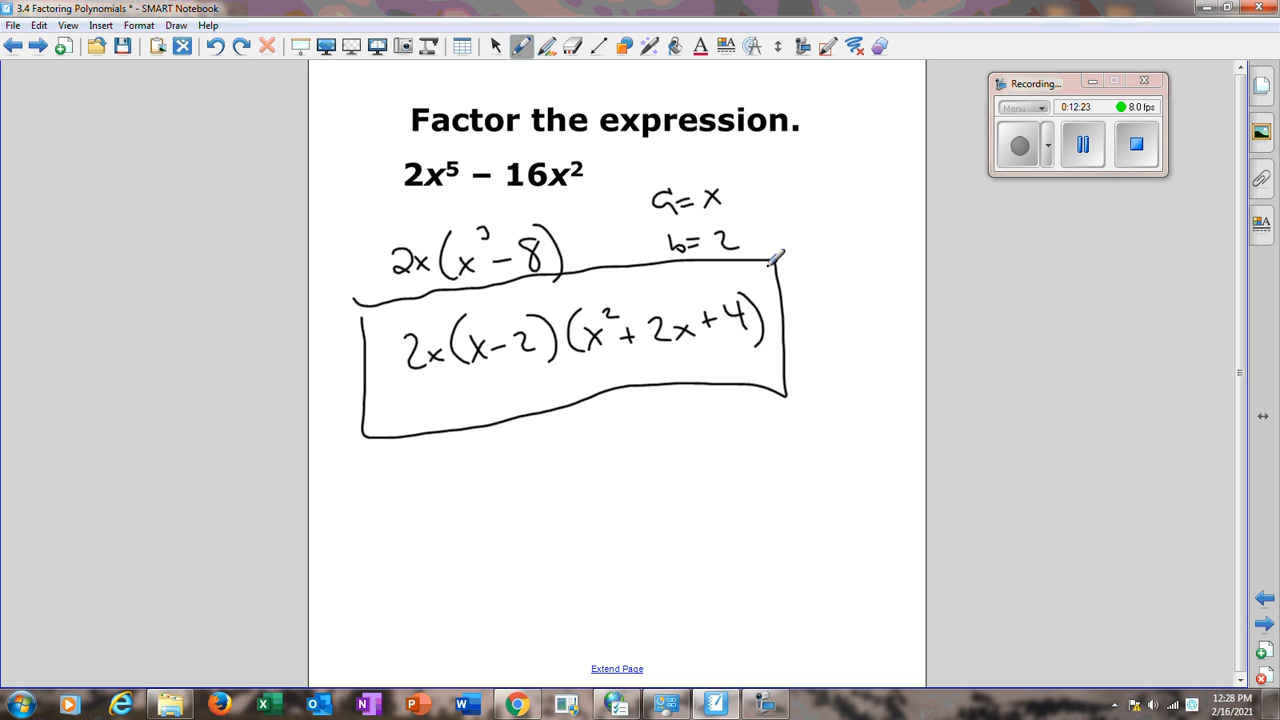 3.4 Factoring Polynomials * - SMART Notebook
File Edit View Insert Format Draw Help
Recording...
Menu
0:12:23
8.0 fps
Factor the expression.
2x⁵ – 16x²
a= x
b= 2
2x(x³ – 8)
2x(x–2)(x²+2x+4)
Extend Page
12:28 PM
2/16/2021